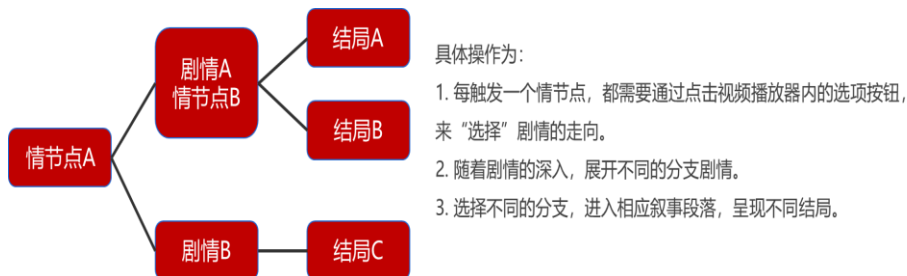 结局A
剧情A
情节点B
结局B
情节点A
剧情B
结局C
具体操作为：
1. 每触发一个情节点，都需要通过点击视频播放器内的选项按钮，
来“选择”剧情的走向。
2. 随着剧情的深入，展开不同的分支剧情。
3. 选择不同的分支，进入相应叙事段落，呈现不同结局。